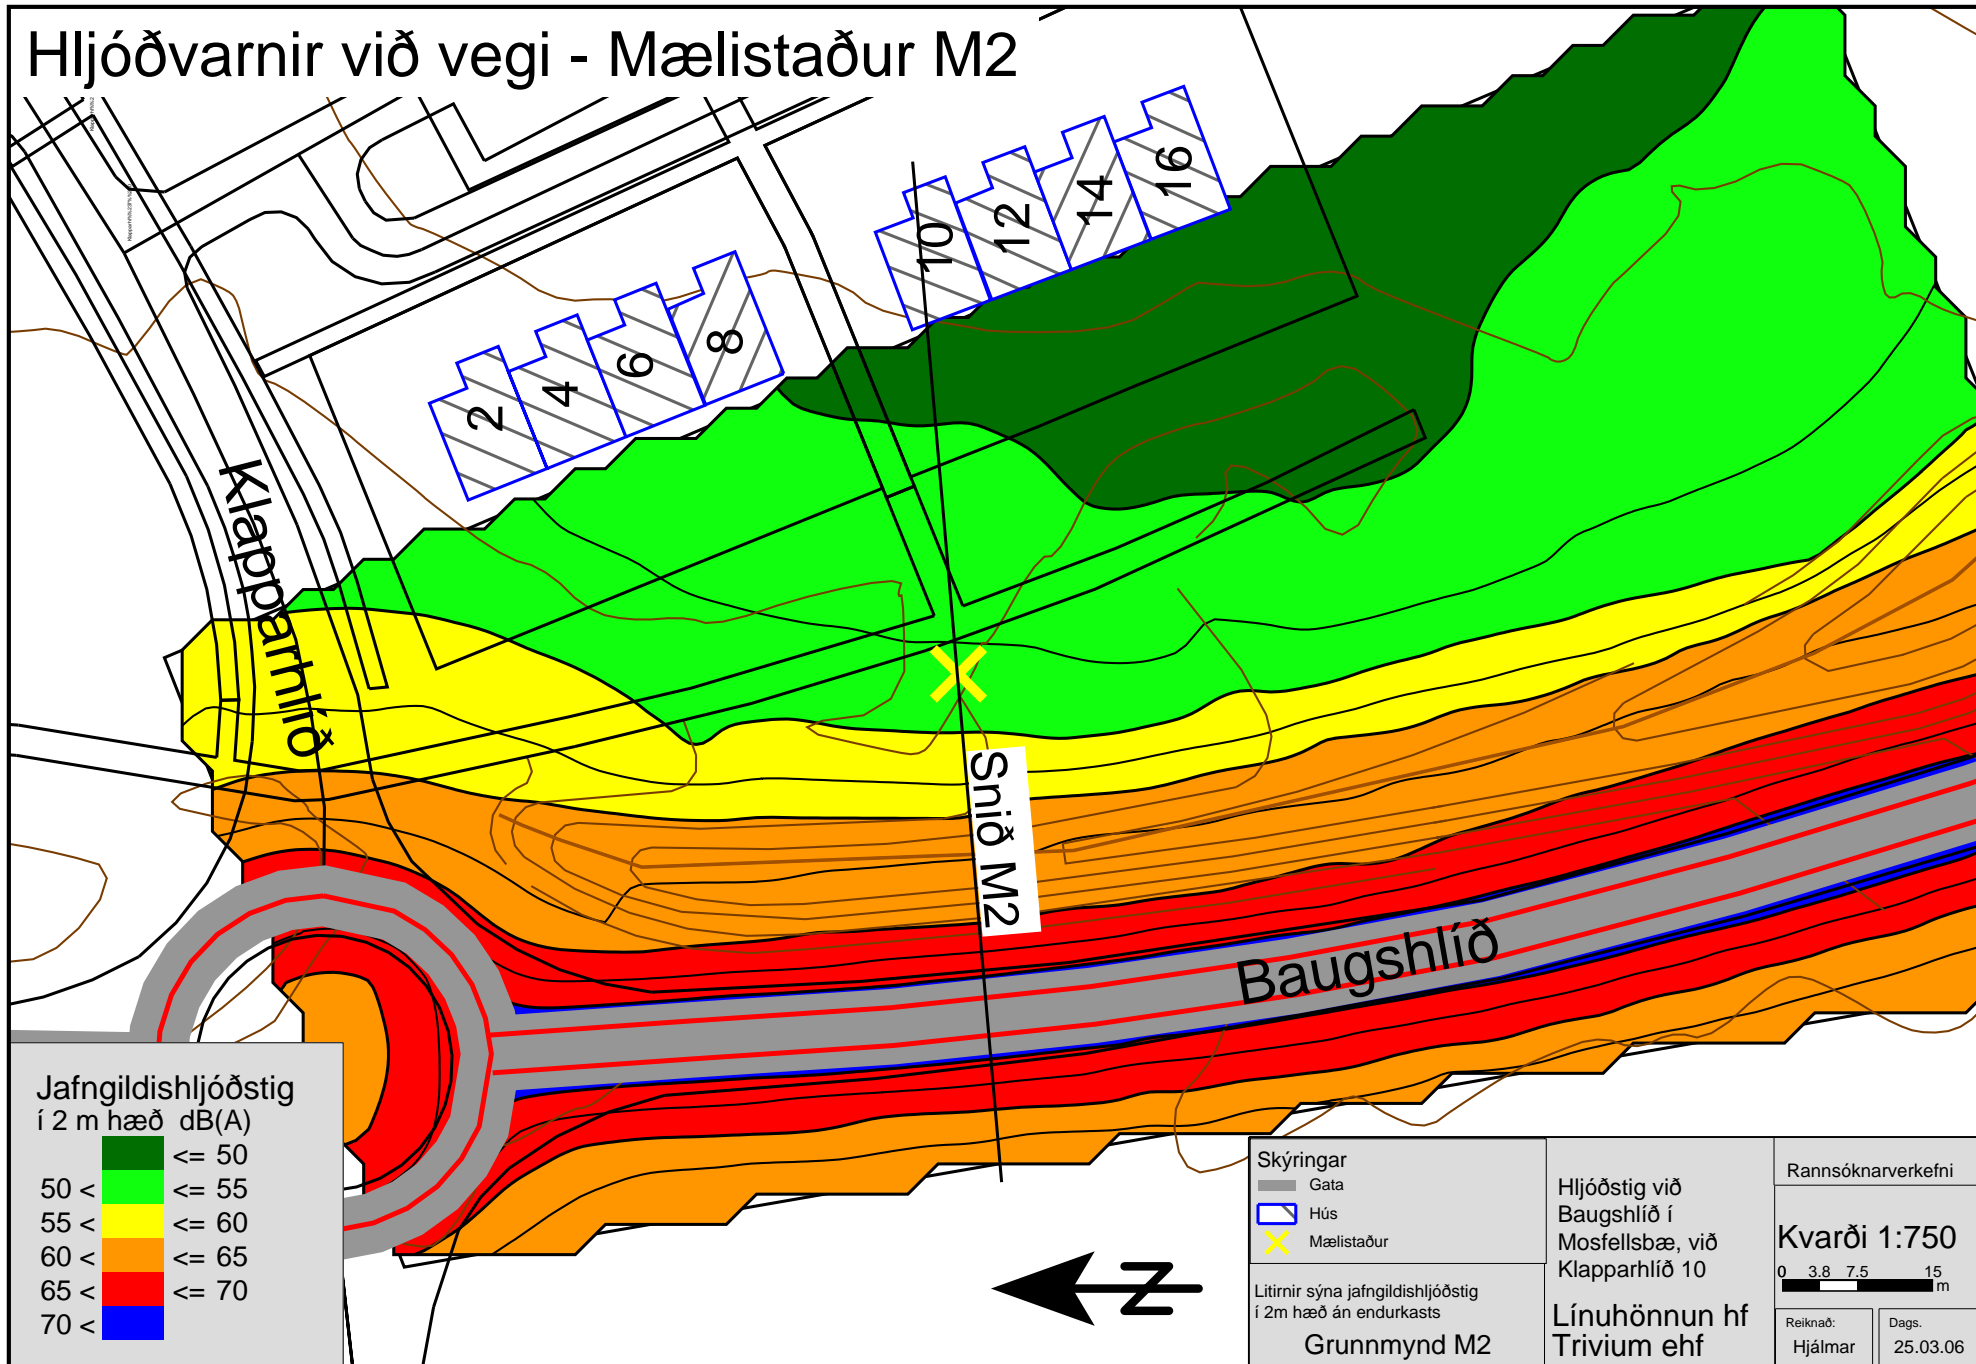 Hljóðvarnir við vegi - Mælistaður M2
2
4
6
8
10
12
14
16
Klapparhlíð
Snið M2
Baugshlíð
Jafngildishljóðstig
í 2 m hæð dB(A)
<= 50
50 < <= 55
55 < <= 60
60 < <= 65
65 < <= 70
70 <
Z
Skýringar
Gata
Hús
Mælistaður
Litirnir sýna jafngildishljóðstig
í 2m hæð án endurkasts
Grunnmynd M2
Hljóðstig við
Baugshlíð í
Mosfellsbæ, við
Klapparhlíð 10
Línuhönnun hf
Trivium ehf
Rannsóknarverkefni
Kvarði 1:750
0 3.8 7.5 15
m
Reiknað:
Hjálmar
Dags.
25.03.06